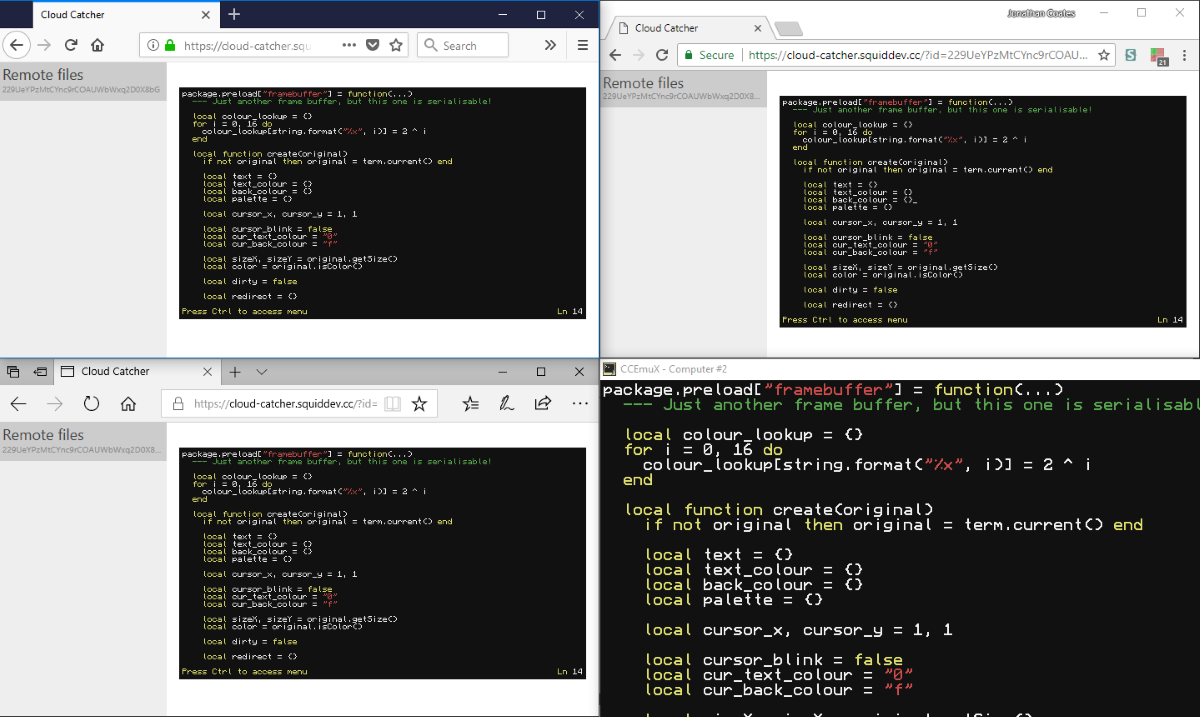 Cloud Catcher
https://cloud-catcher.squ
Search
Remote files
229UeYPzMtCYnc9rCOAUWbWxq2D0X8bG
package.preload["framebuffer"] = function(...)
--- Just another frame buffer, but this one is serialisable!
local colour_lookup = {}
for i = 0, 16 do
colour_lookup[string.format("%x", i)] = 2 ^ i
end
local function create(original)
if not original then original = term.current() end
local text = {}
local text_colour = {}
local back_colour = {}
local palette = {}
local cursor_x, cursor_y = 1, 1
local cursor_blink = false
local cur_text_colour = "0"
local cur_back_colour = "f"
local sizeX, sizeY = original.getSize()
local color = original.isColor()
local dirty = false
local redirect = {}
Press Ctrl to access menu Ln 14
Jonathan Coates
Cloud Catcher
Secure https://cloud-catcher.squiddev.cc/?id=229UeYPzMtCYnc9rCOAU...
21
Remote files
229UeYPzMtCYnc9rCOAUWbWxq2D0X8...
package.preload["framebuffer"] = function(...)
--- Just another frame buffer, but this one is serialisable!
local colour_lookup = {}
for i = 0, 16 do
colour_lookup[string.format("%x", i)] = 2 ^ i
end
local function create(original)
if not original then original = term.current() end
local text = {}
local text_colour = {}
local back_colour = {}_
local palette = {}
local cursor_x, cursor_y = 1, 1
local cursor_blink = false
local cur_text_colour = "0"
local cur_back_colour = "f"
local sizeX, sizeY = original.getSize()
local color = original.isColor()
local dirty = false
local redirect = {}
Press Ctrl to access menu Ln 14
Cloud Catcher
https://cloud-catcher.squiddev.cc/?id=
Remote files
229UeYPzMtCYnc9rCOAUWbWxq2D0X8...
package.preload["framebuffer"] = function(...)
--- Just another frame buffer, but this one is serialisable!
local colour_lookup = {}
for i = 0, 16 do
colour_lookup[string.format("%x", i)] = 2 ^ i
end
local function create(original)
if not original then original = term.current() end
local text = {}
local text_colour = {}
local back_colour = {}
local palette = {}
local cursor_x, cursor_y = 1, 1
local cursor_blink = false
local cur_text_colour = "0"
local cur_back_colour = "f"
local sizeX, sizeY = original.getSize()
local color = original.isColor()
local dirty = false
local redirect = {}
Press Ctrl to access menu Ln 14
CCEmuX - Computer #2
package.preload["framebuffer"] = function(...)
--- Just another frame buffer, but this one is serialisabl
local colour_lookup = {}
for i = 0, 16 do
colour_lookup[string.format("%x", i)] = 2 ^ i
end
local function create(original)
if not original then original = term.current() end
local text = {}
local text_colour = {}
local back_colour = {}
local palette = {}
local cursor_x, cursor_y = 1, 1
local cursor_blink = false
local cur_text_colour = "0"
local cur_back_colour = "f"